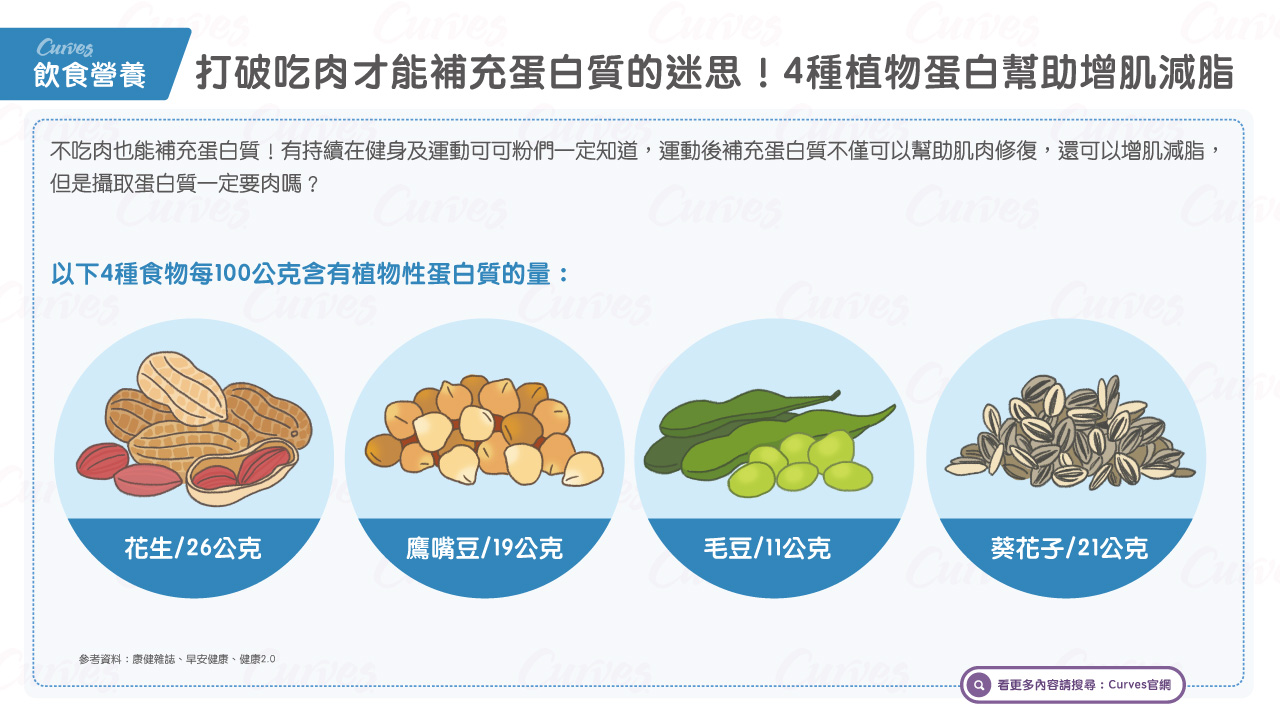 Curves
飲食營養
打破吃肉才能補充蛋白質的迷思！4種植物蛋白幫助增肌減脂
不吃肉也能補充蛋白質！有持續在健身及運動可可粉們一定知道，運動後補充蛋白質不僅可以幫助肌肉修復，還可以增肌減脂，
但是攝取蛋白質一定要肉嗎？
以下4種食物每100公克含有植物性蛋白質的量：
花生/26公克
鷹嘴豆/19公克
毛豆/11公克
葵花子/21公克
參考資料：康健雜誌、早安健康、健康2.0
看更多內容請搜尋：Curves官網